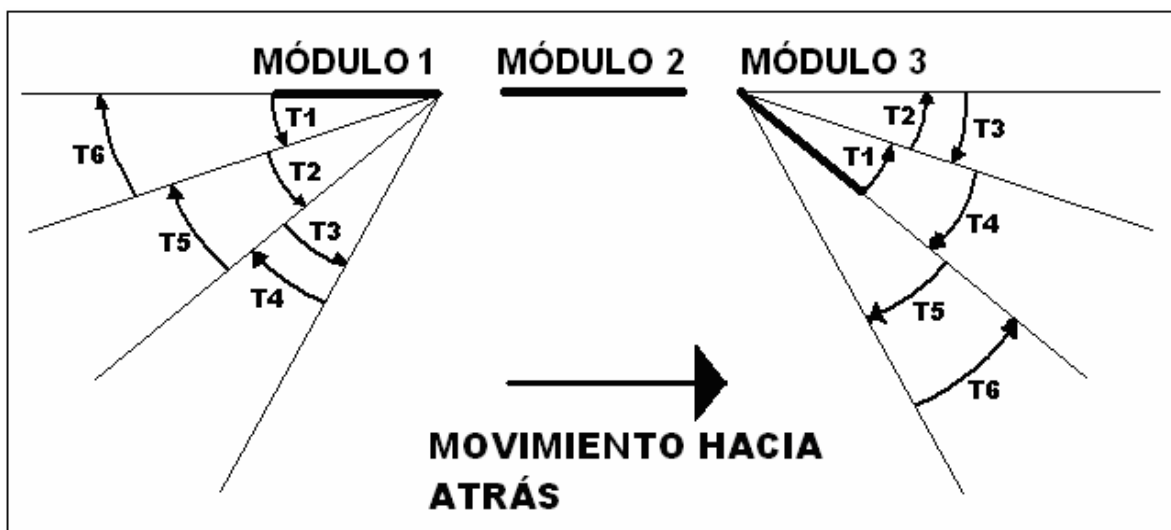 MÓDULO 1
MÓDULO 2
MÓDULO 3
T1
T2
T3
T4
T5
T6
T1
T2
T3
T4
T5
T6
MOVIMIENTO HACIA
ATRÁS